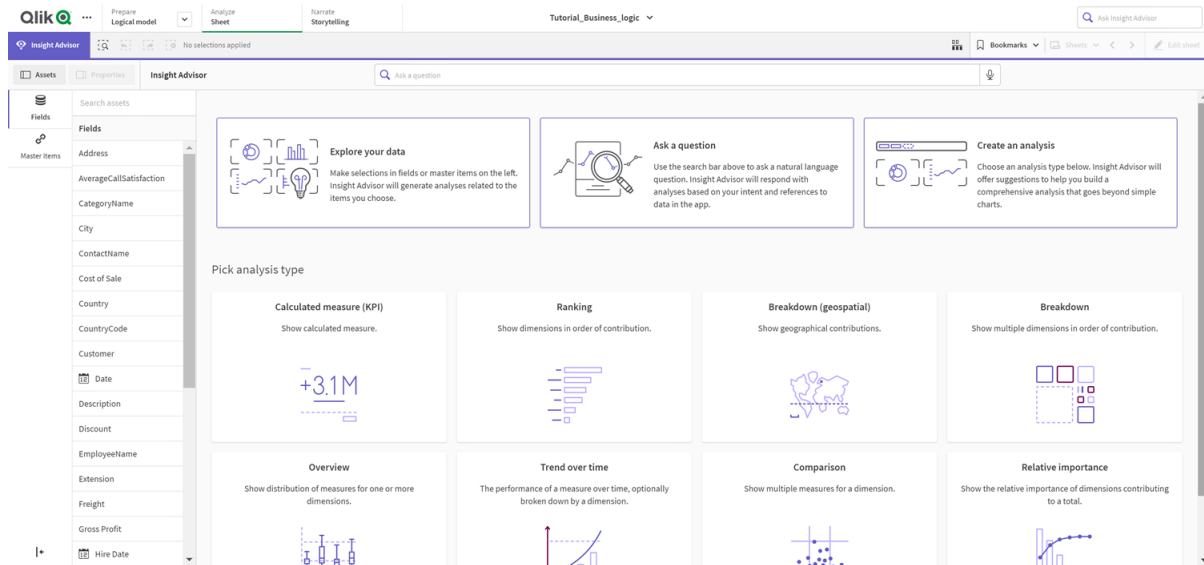 Qlik
Prepare
Logical model
Analyze
Sheet
Narrate
Storytelling
Tutorial_Business_logic
Ask Insight Advisor
Insight Advisor
No selections applied
Bookmarks
Sheets
Edit sheet
Assets
Properties
Insight Advisor
Ask a question
Fields
Master Items
Search assets
Fields
Address
AverageCallSatisfaction
CategoryName
City
ContactName
Cost of Sale
Country
CountryCode
Customer
Date
Description
Discount
EmployeeName
Extension
Freight
Gross Profit
Hire Date
Explore your data
Make selections in fields or master items on the left.
Insight Advisor will generate analyses related to the
items you choose.
Ask a question
Use the search bar above to ask a natural language
question. Insight Advisor will respond with
analyses based on your intent and references to
data in the app.
Create an analysis
Choose an analysis type below. Insight Advisor will
offer suggestions to help you build a
comprehensive analysis that goes beyond simple
charts.
Pick analysis type
Calculated measure (KPI)
Show calculated measure.
+3.1M
Ranking
Show dimensions in order of contribution.
Breakdown (geospatial)
Show geographical contributions.
Breakdown
Show multiple dimensions in order of contribution.
Overview
Show distribution of measures for one or more
dimensions.
Trend over time
The performance of a measure over time, optionally
broken down by a dimension.
Comparison
Show multiple measures for a dimension.
Relative importance
Show the relative importance of dimensions contributing
to a total.